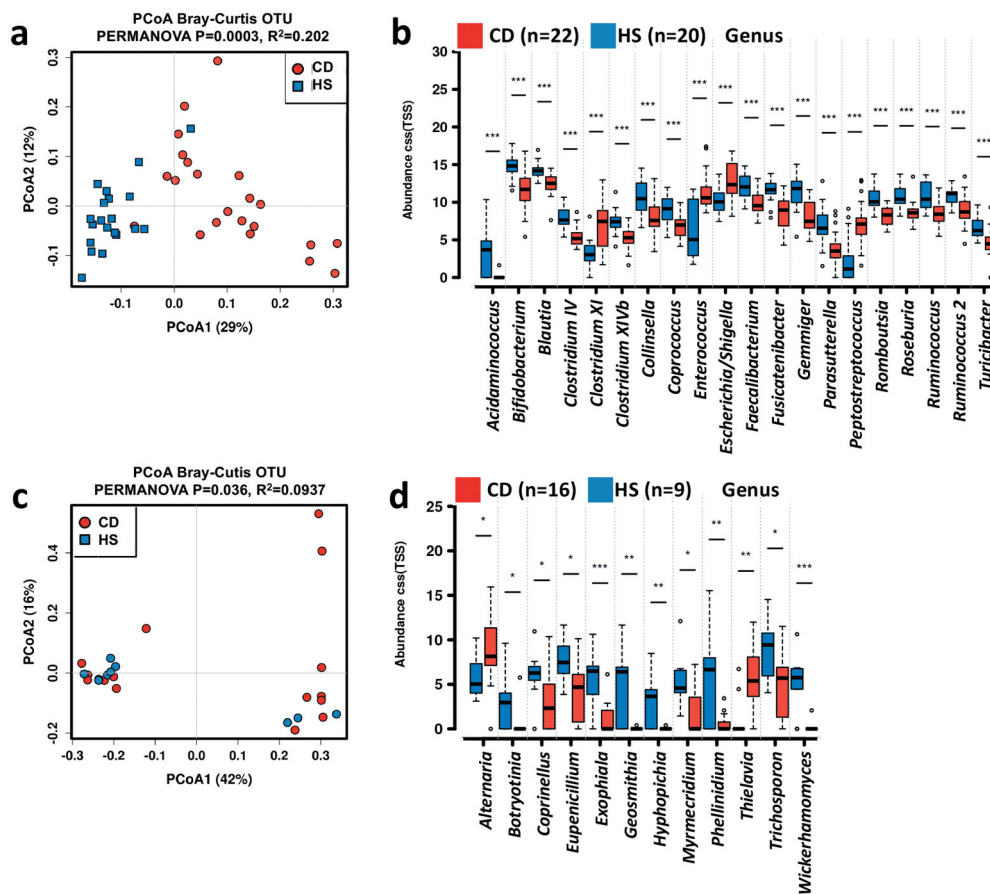 a
PCoA Bray-Curtis OTU
PERMANOVA P=0.0003, R²=0.202
CD
HS
PCoA2 (12%)
0.3
0.2
0.1
0.0
-0.1
-0.1 0.0 0.1 0.2 0.3
PCoA1 (29%)
b
CD (n=22) HS (n=20) Genus
Abundance css(TSS)
30
25
20
15
10
5
0
*** *** *** *** *** *** *** *** *** *** *** *** *** *** *** *** *** *** *** ***
Acidaminococcus
Bifidobacterium
Blautia
Clostridium IV
Clostridium XI
Clostridium XIVb
Collinsella
Coprococcus
Enterococcus
Escherichia/Shigella
Faecalibacterium
Fusicatenibacter
Gemmiger
Parasutterella
Peptostreptococcus
Romboutsia
Roseburia
Ruminococcus
Ruminococcus 2
Turicibacter
c
PCoA Bray-Cutis OTU
PERMANOVA P=0.036, R²=0.0937
CD
HS
PCoA2 (16%)
0.4
0.2
0.0
-0.2
-0.3 -0.2 -0.1 0.0 0.1 0.2 0.3
PCoA1 (42%)
d
CD (n=16) HS (n=9) Genus
Abundance css(TSS)
25
20
15
10
5
0
* * * * *** ** ** * ** ** * ***
Alternaria
Botryotinia
Coprinellus
Eupenicillium
Exophiala
Geosmithia
Hyphopichia
Myrmecridium
Phellinidium
Thielavia
Trichosporon
Wickerhamomyces